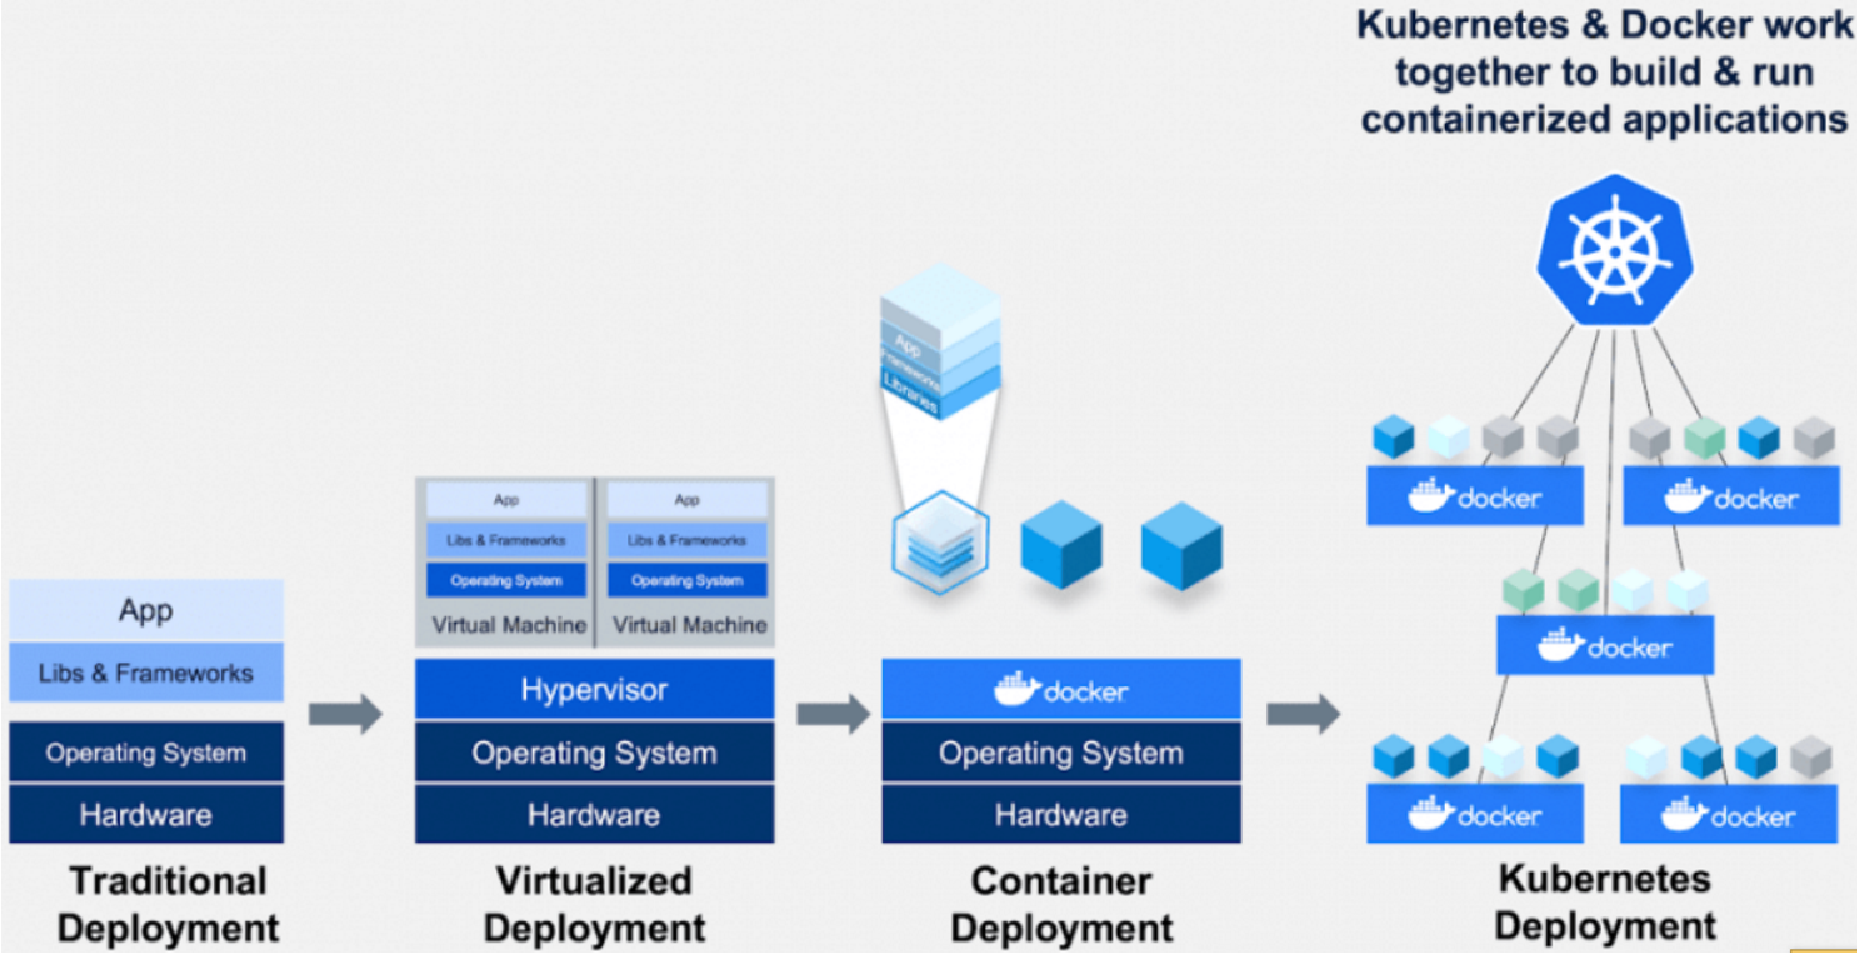 Kubernetes & Docker work
together to build & run
containerized applications
App
Libs & Frameworks
Operating System
Hardware
Traditional
Deployment
App
Libs & Frameworks
Operating System
Virtual Machine
App
Libs & Frameworks
Operating System
Virtual Machine
Hypervisor
Operating System
Hardware
Virtualized
Deployment
App
Frameworks
Libraries
docker
Operating System
Hardware
Container
Deployment
docker
docker
docker
docker
docker
Kubernetes
Deployment